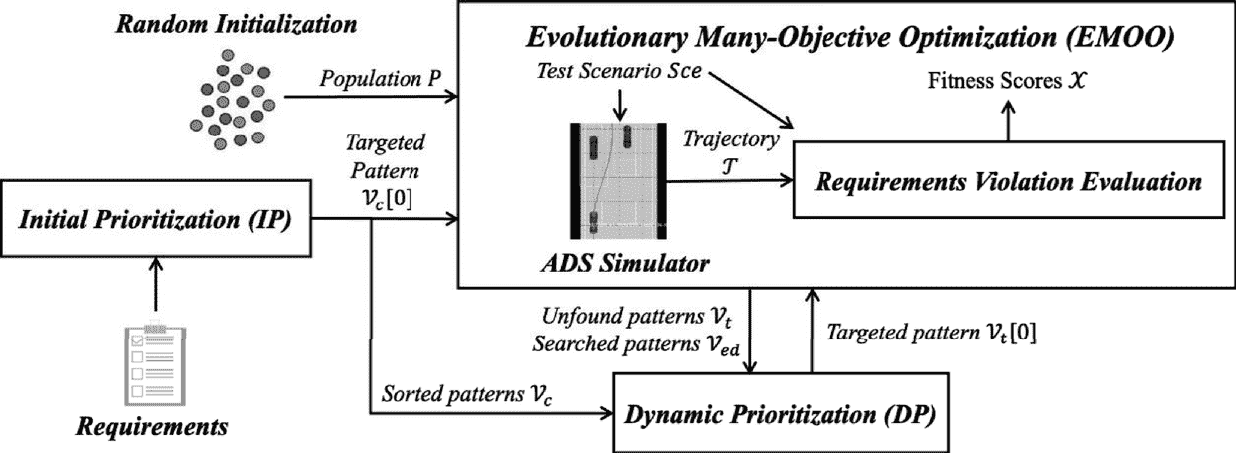 Random Initialization
Population P
Evolutionary Many-Objective Optimization (EMOO)
Test Scenario Sce
Fitness Scores 𝒳
Targeted
Pattern
𝒱c[0]
Trajectory
𝒯
Requirements Violation Evaluation
Initial Prioritization (IP)
ADS Simulator
Unfound patterns 𝒱t
Searched patterns 𝒱ed
Targeted pattern 𝒱t[0]
Sorted patterns 𝒱c
Dynamic Prioritization (DP)
Requirements